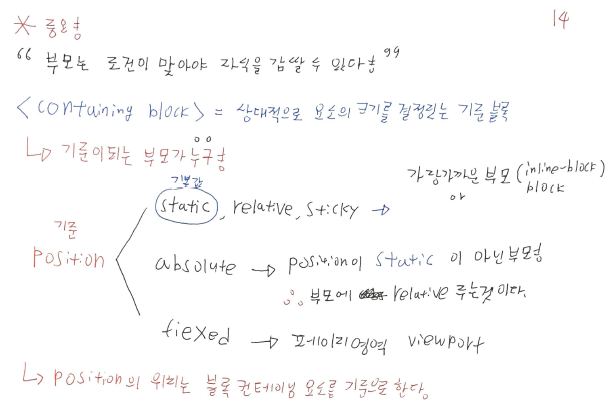 14
* 중요함
“ 부모는 조건이 맞아야 자식을 감쌀 수 있다함 ”
<containing block> = 상대적으로 요소의 크기를 결정짓는 기준 블록
↳ 기준이되는 부모가누구함
기본값
가장가까운 부모 (inline-block)
static, relative, sticky →
or block
기준
position
absolute → position이 static 이 아닌부모영
∴ 부모에 relative 주는것이다.
fiexed → 페이지영역 viewport
↳ position의 위치는 블록 컨테이닝 요소를 기준으로 한다.